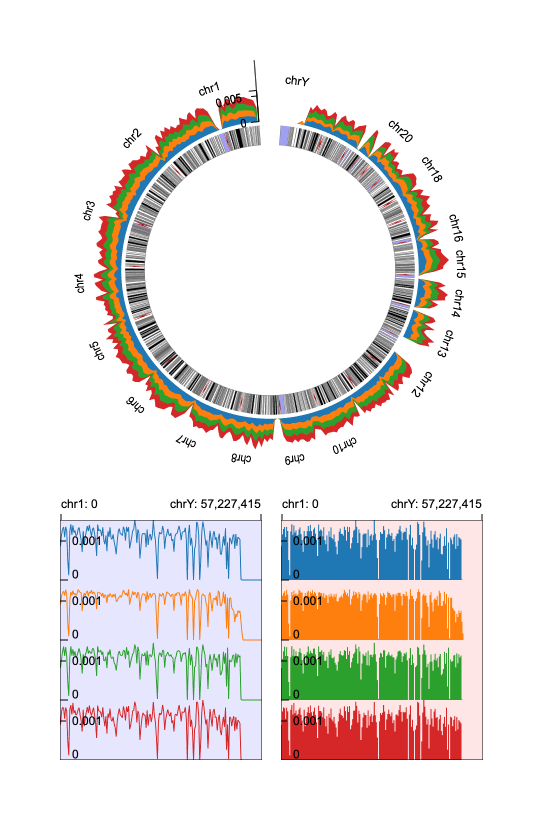 chrY
chr1
0.005
0
chr2
chr20
chr18
chr3
chr16
chr15
chr4
chr14
chr5
chr13
chr6
chr12
chr7
chr10
chr8
chr9
chr1: 0
chrY: 57,227,415
chr1: 0
chrY: 57,227,415
0.001
0
0.001
0
0.001
0
0.001
0
0.001
0
0.001
0
0.001
0
0.001
0